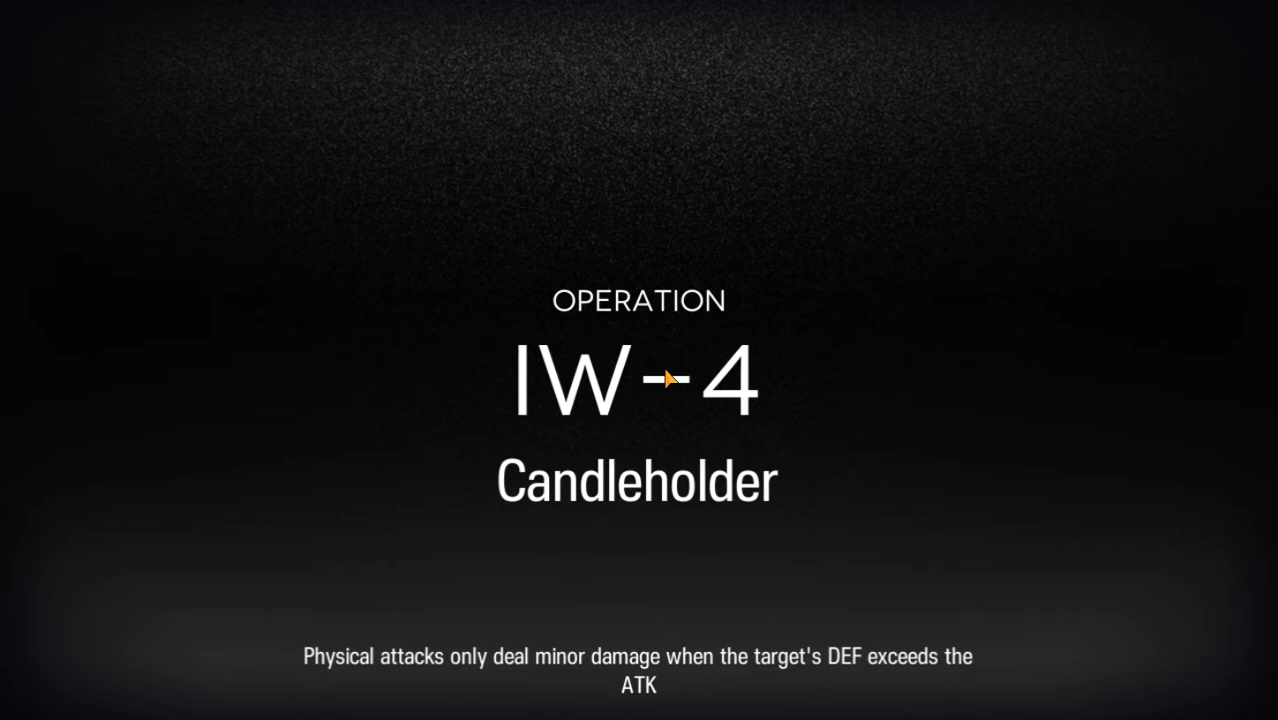 OPERATION
IW-4
Candleholder
Physical attacks only deal minor damage when the target's DEF exceeds the
ATK